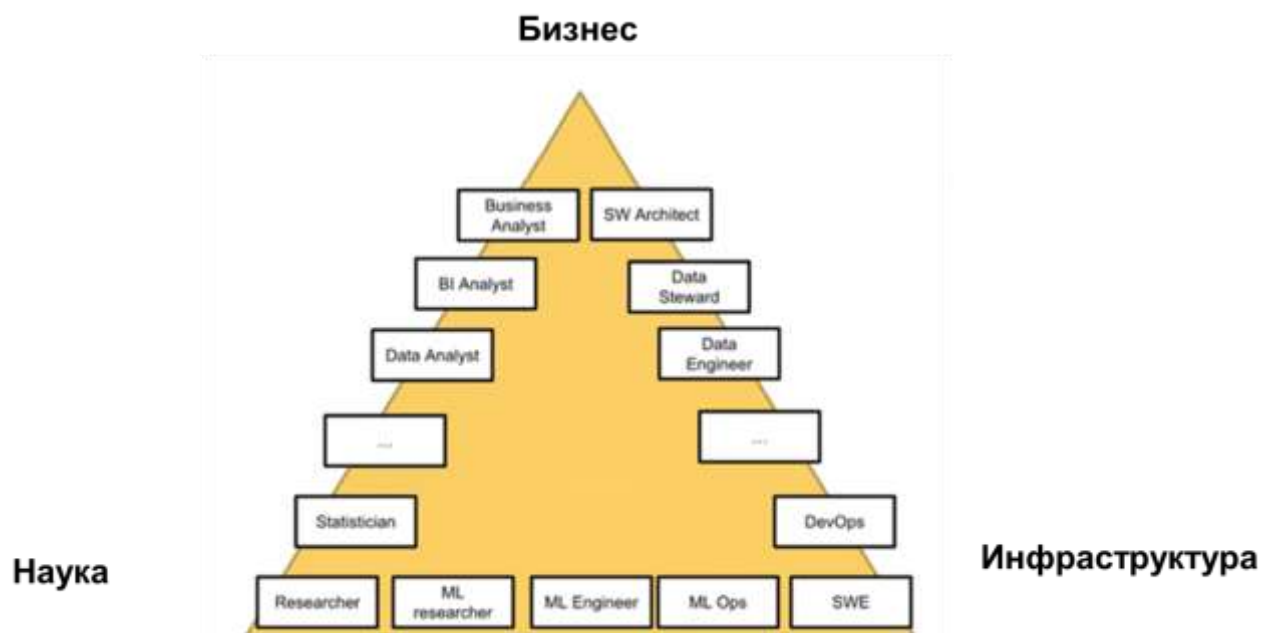 Бизнес
Business
Analyst
SW Architect
BI Analyst
Data
Steward
Data Analyst
Data
Engineer
...
...
Statistician
DevOps
Наука
Инфраструктура
Researcher
ML
researcher
ML Engineer
ML Ops
SWE